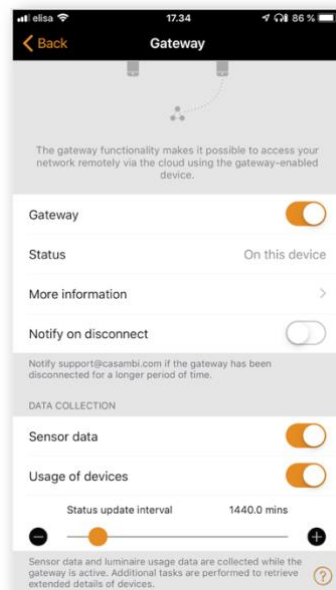 elisa 17.34 86 %
Back Gateway
The gateway functionality makes it possible to access your
network remotely via the cloud using the gateway-enabled
device.
Gateway
Status On this device
More information
Notify on disconnect
Notify support@casambi.com if the gateway has been
disconnected for a longer period of time.
DATA COLLECTION
Sensor data
Usage of devices
Status update interval 1440.0 mins
Sensor data and luminaire usage data are collected while the
gateway is active. Additional tasks are performed to retrieve
extended details of devices.
?